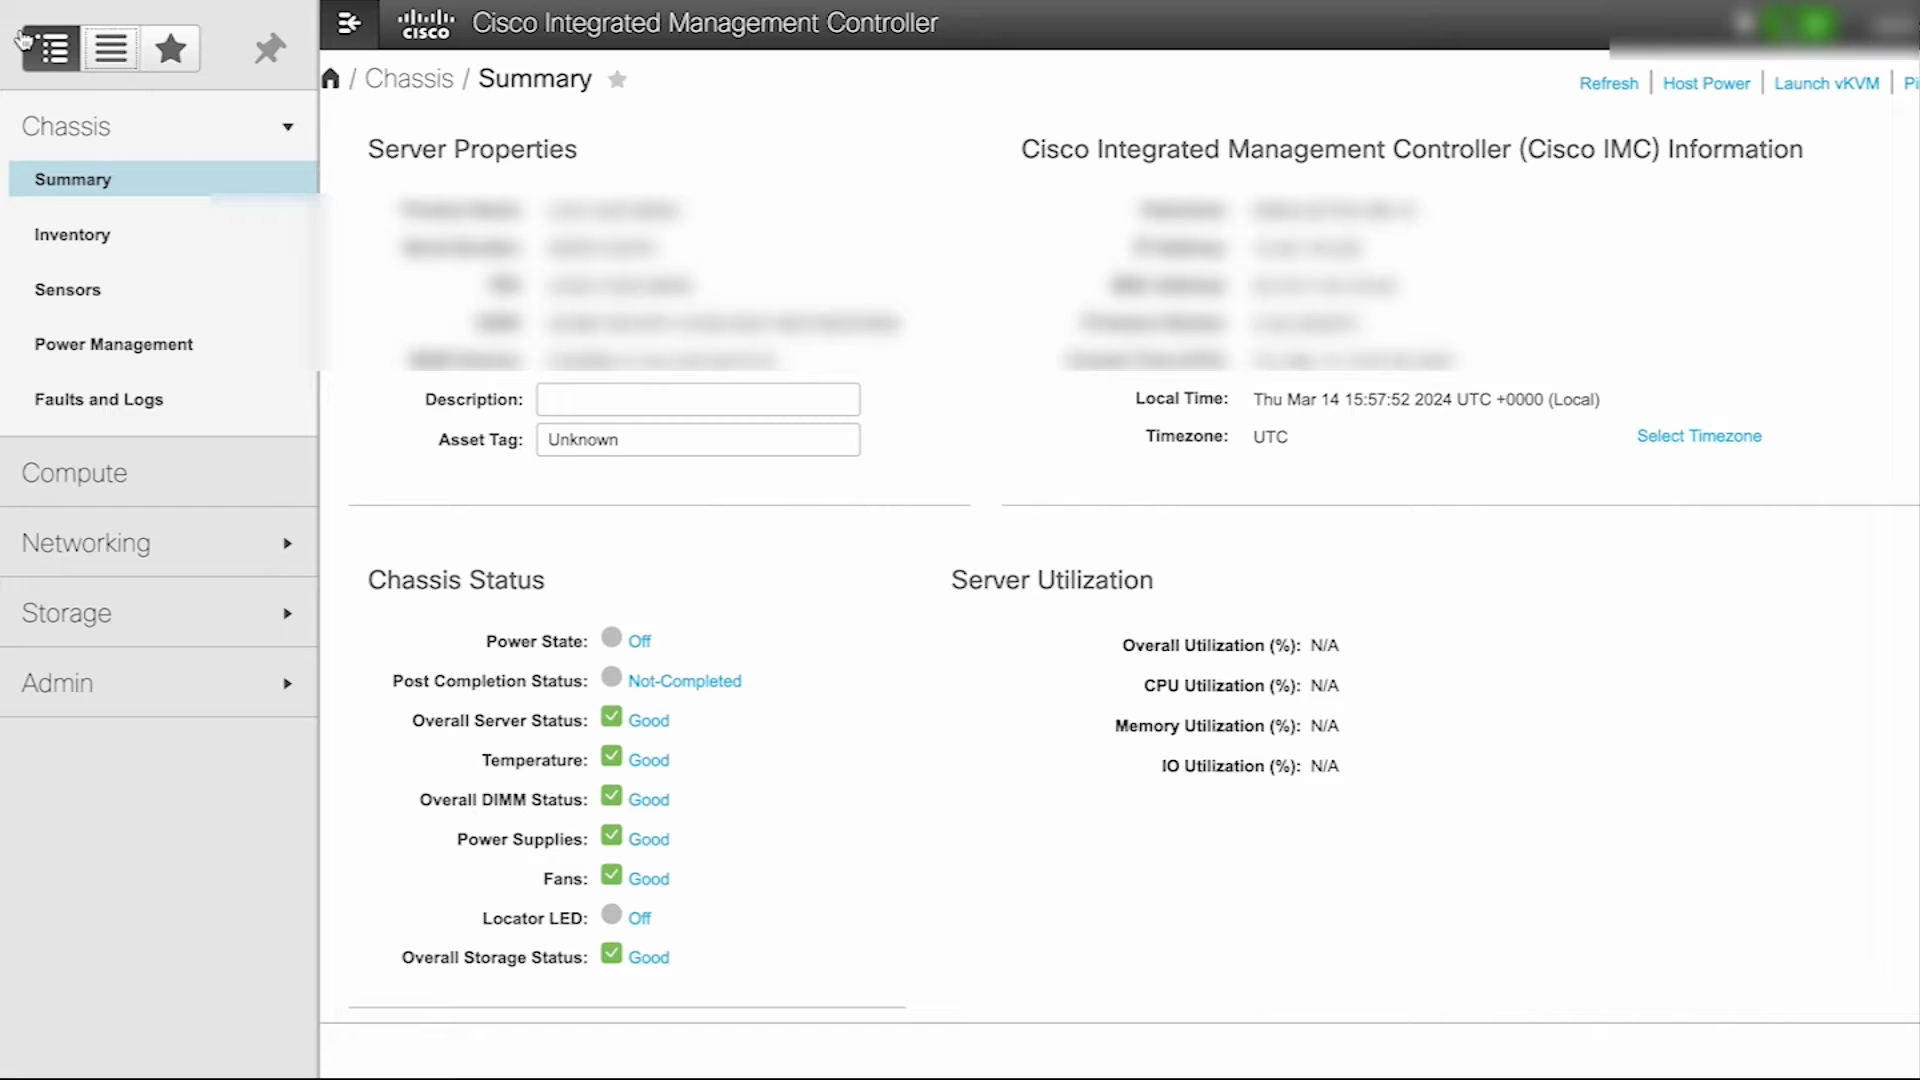 cisco Cisco Integrated Management Controller
/ Chassis / Summary
Refresh | Host Power | Launch vKVM | Pi
Chassis
Summary
Inventory
Sensors
Power Management
Faults and Logs
Compute
Networking
Storage
Admin
Server Properties
Description:
Asset Tag: Unknown
Cisco Integrated Management Controller (Cisco IMC) Information
Local Time: Thu Mar 14 15:57:52 2024 UTC +0000 (Local)
Timezone: UTC Select Timezone
Chassis Status
Power State: Off
Post Completion Status: Not-Completed
Overall Server Status: Good
Temperature: Good
Overall DIMM Status: Good
Power Supplies: Good
Fans: Good
Locator LED: Off
Overall Storage Status: Good
Server Utilization
Overall Utilization (%): N/A
CPU Utilization (%): N/A
Memory Utilization (%): N/A
IO Utilization (%): N/A